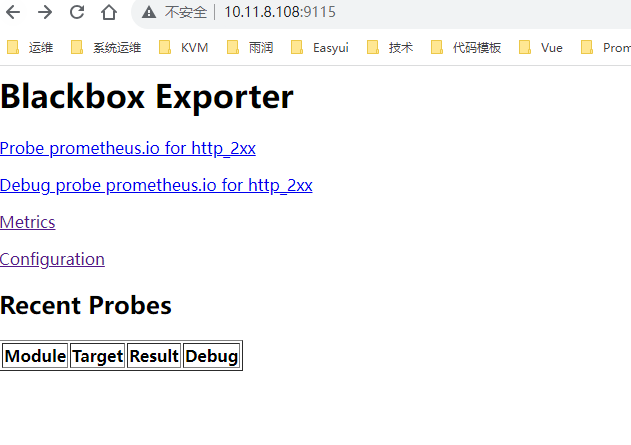 不安全 10.11.8.108:9115
运维 系统运维 KVM 雨润 Easyui 技术 代码模板 Vue Prom
Blackbox Exporter
Probe prometheus.io for http_2xx
Debug probe prometheus.io for http_2xx
Metrics
Configuration
Recent Probes
Module Target Result Debug